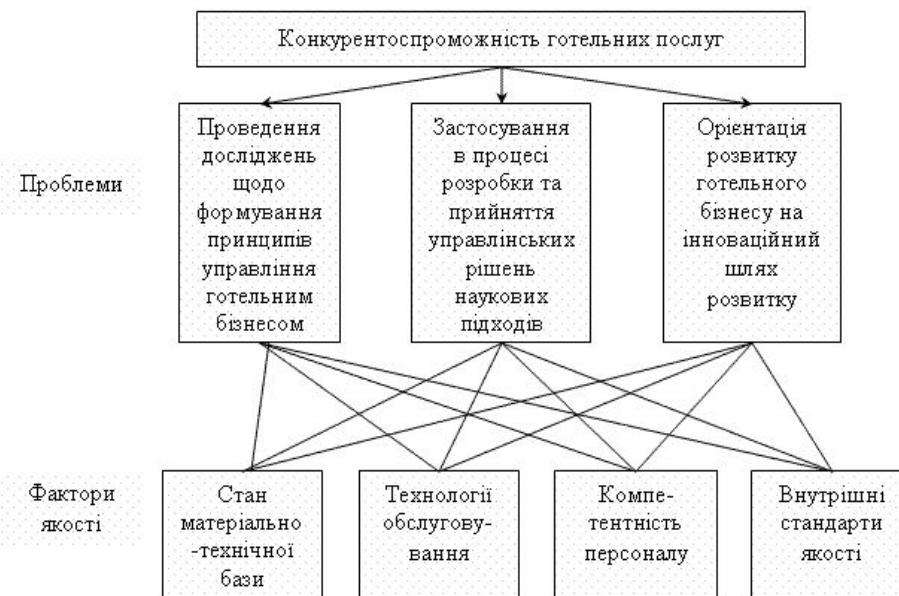 Конкурентоспроможність готельних послуг
Проблеми
Проведення
досліджень
щодо
формування
принципів
управління
готельним
бізнесом
Застосування
в процесі
розробки та
прийняття
управлінських
рішень
наукових
підходів
Орієнтація
розвитку
готельного
бізнесу на
інноваційний
шлях
розвитку
Фактори
якості
Стан
матеріально
-технічної
бази
Технології
обслугову-
вання
Компе-
тентність
персоналу
Внутрішні
стандарти
якості